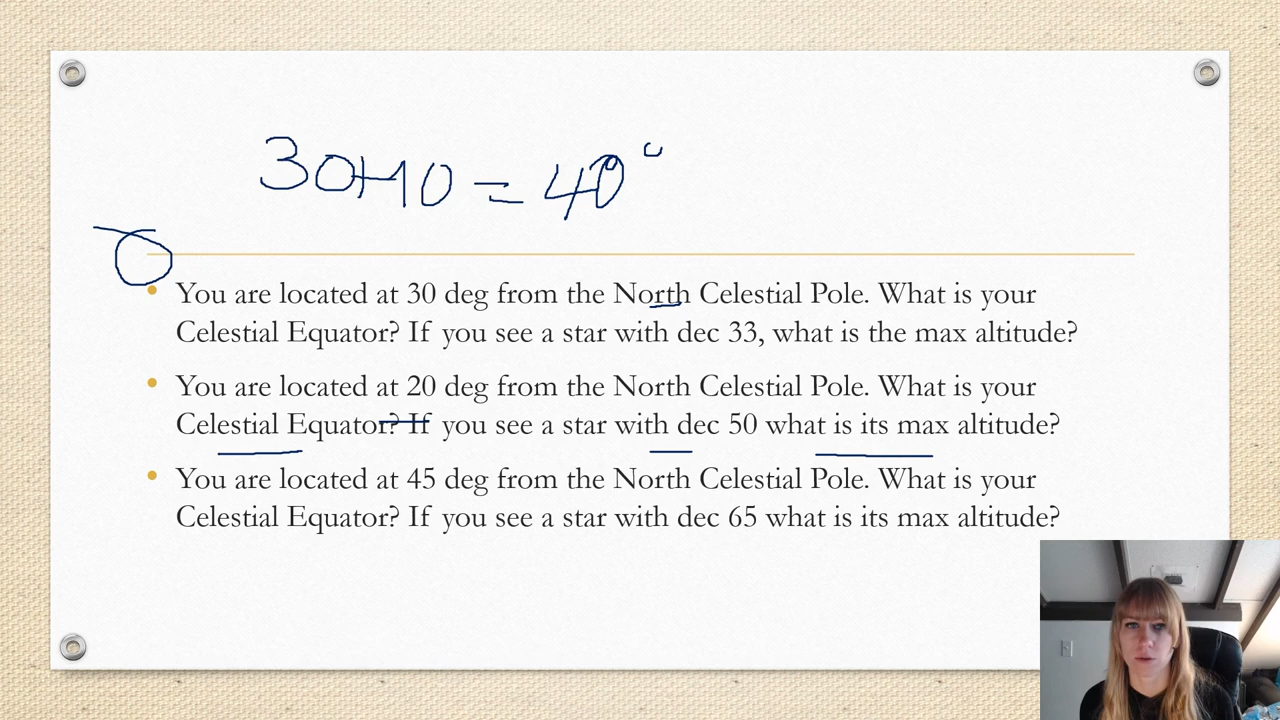 30+10 = 40°
You are located at 30 deg from the North Celestial Pole. What is your
Celestial Equator? If you see a star with dec 33, what is the max altitude?
You are located at 20 deg from the North Celestial Pole. What is your
Celestial Equator? If you see a star with dec 50 what is its max altitude?
You are located at 45 deg from the North Celestial Pole. What is your
Celestial Equator? If you see a star with dec 65 what is its max altitude?